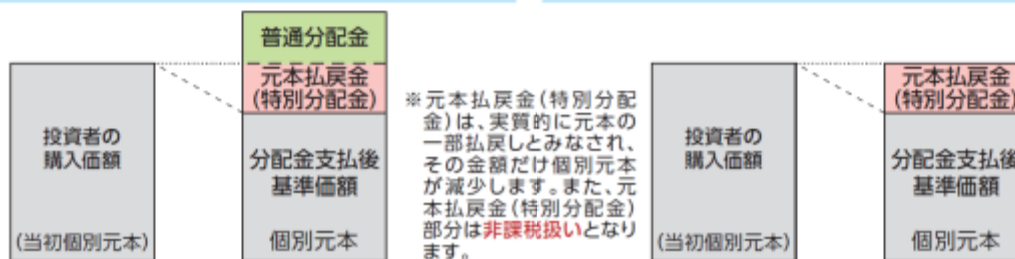 普通分配金
元本払戻金
(特別分配金)
投資者の
購入価額
分配金支払後
基準価額
(当初個別元本)
個別元本
※元本払戻金(特別分配
金)は、実質的に元本の
一部払戻しとみなされ、
その金額だけ個別元本
が減少します。また、元
本払戻金(特別分配金)
部分は非課税扱いとなり
ます。
投資者の
購入価額
(当初個別元本)
元本払戻金
(特別分配金)
分配金支払後
基準価額
個別元本